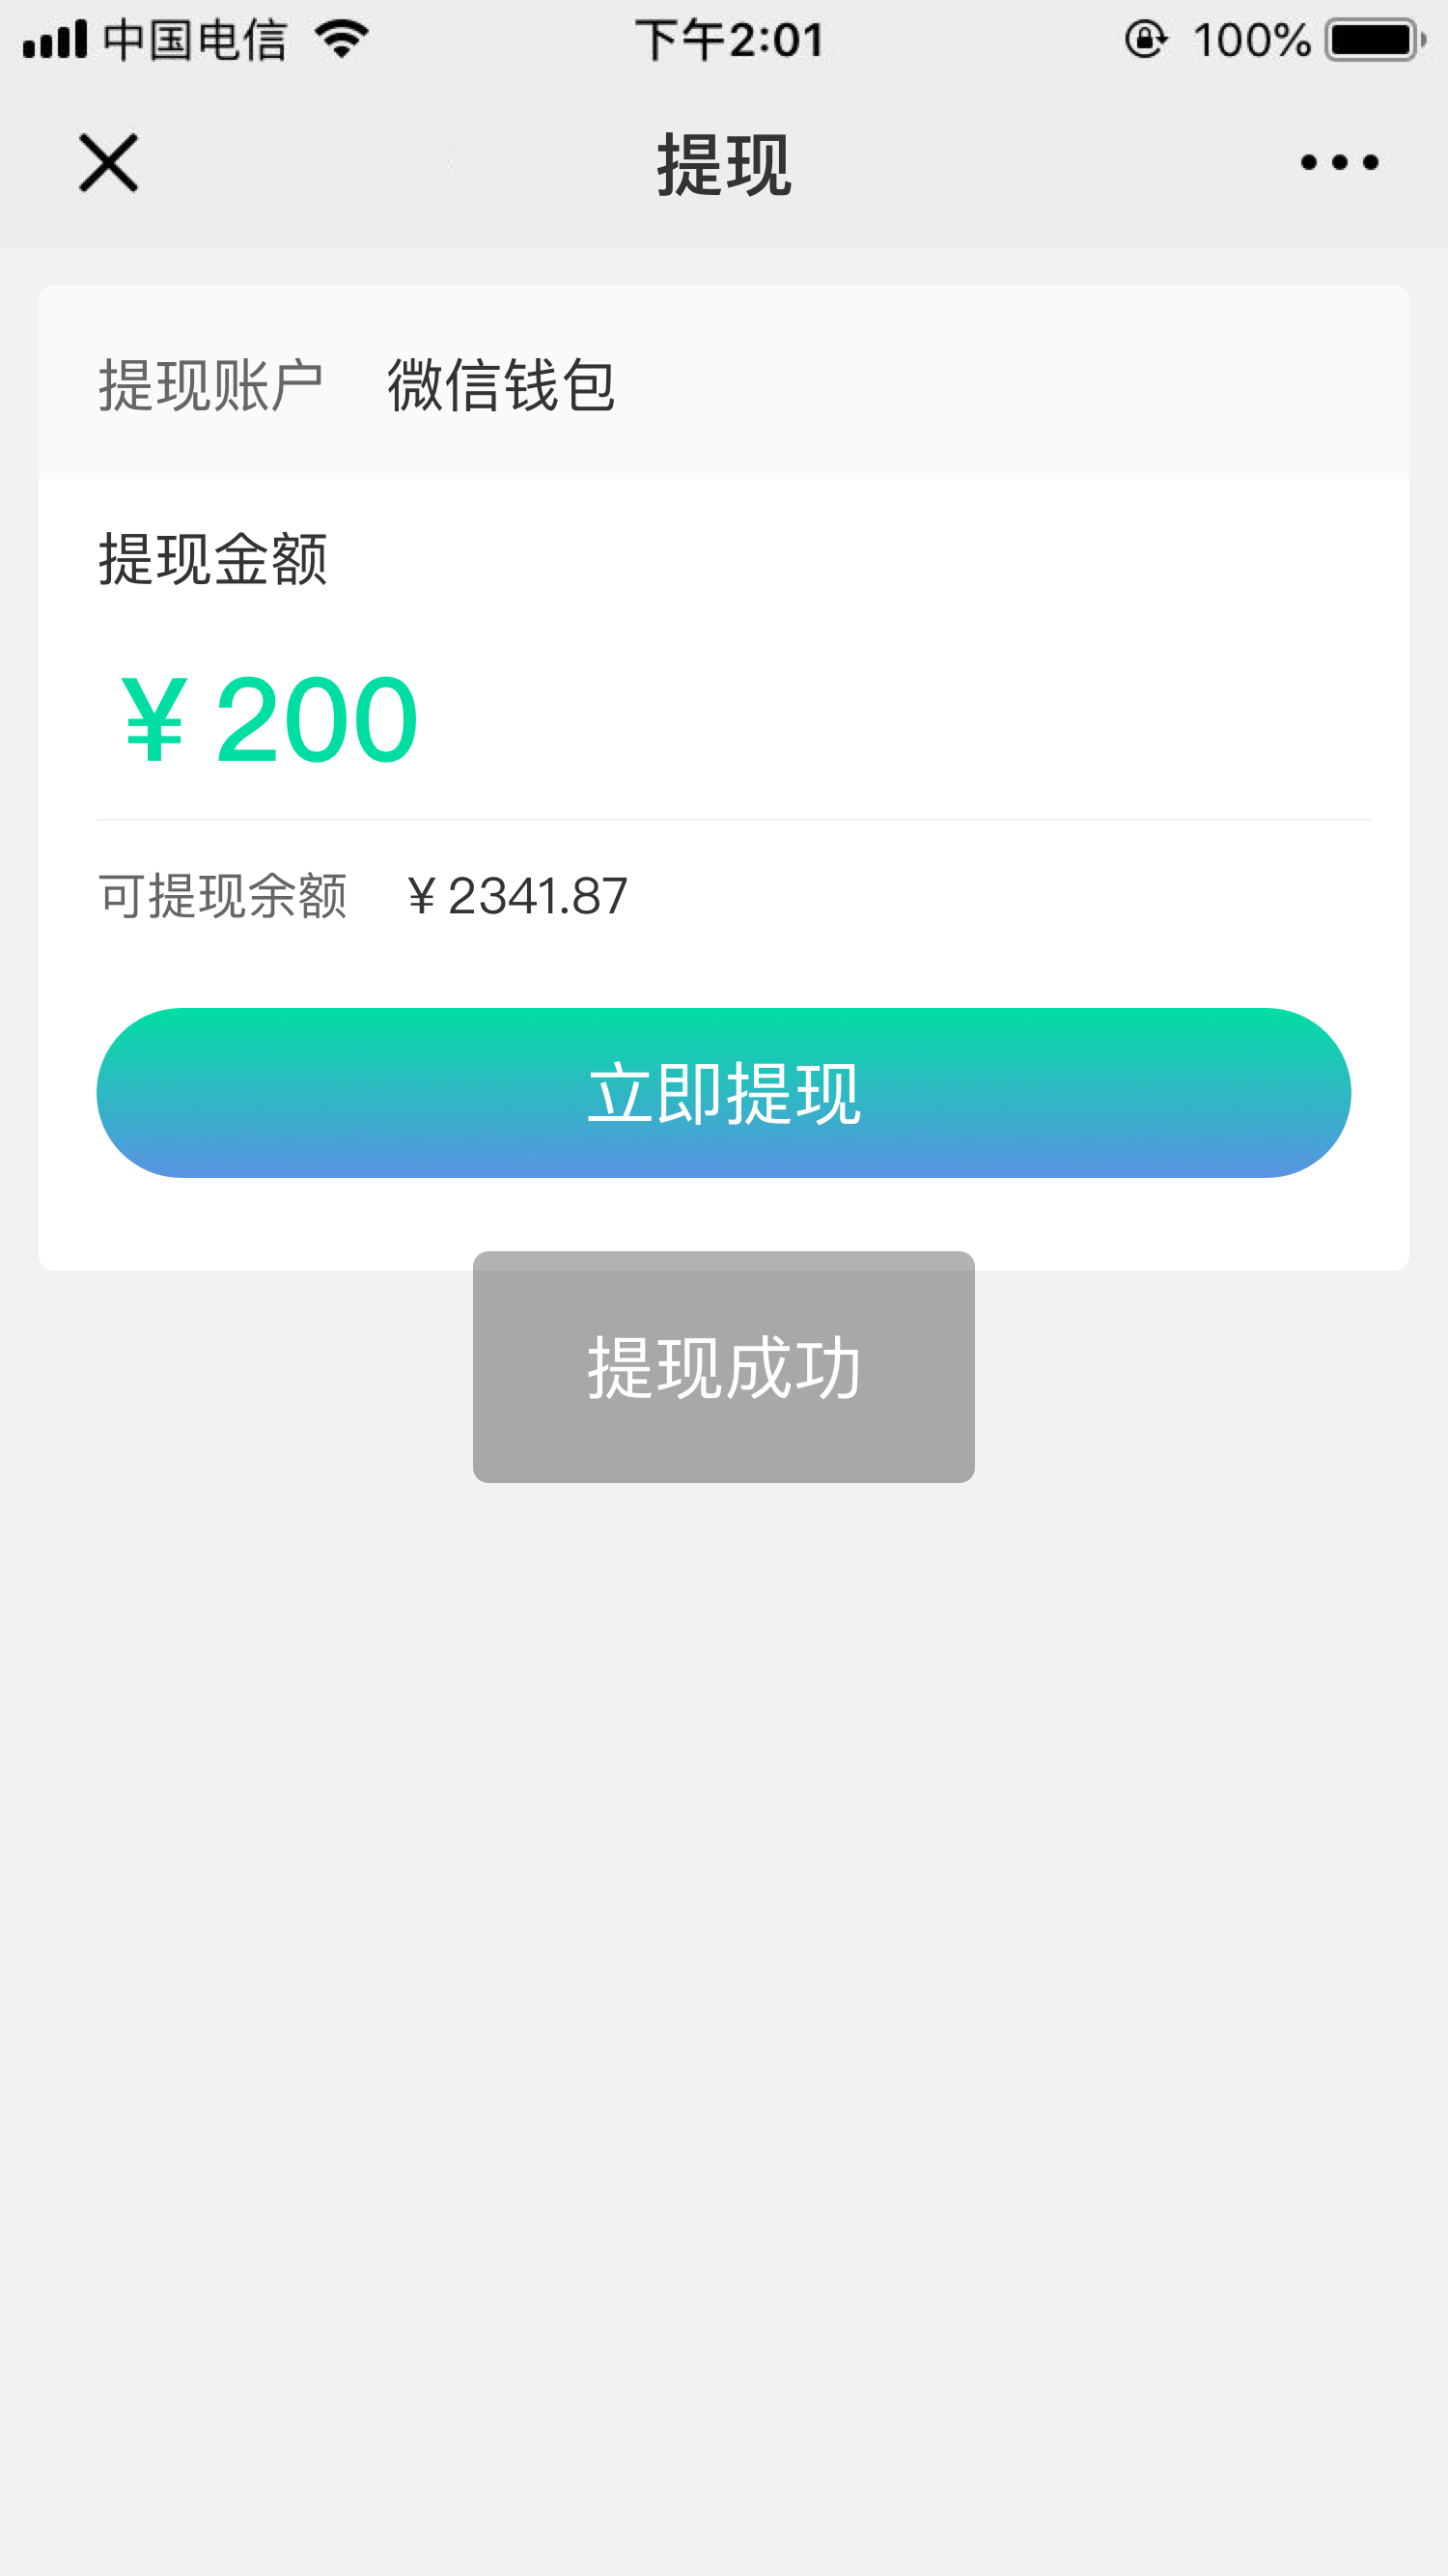 中国电信 下午2:01 100%
提现
提现账户 微信钱包
提现金额
¥ 200
可提现余额 ¥ 2341.87
立即提现
提现成功